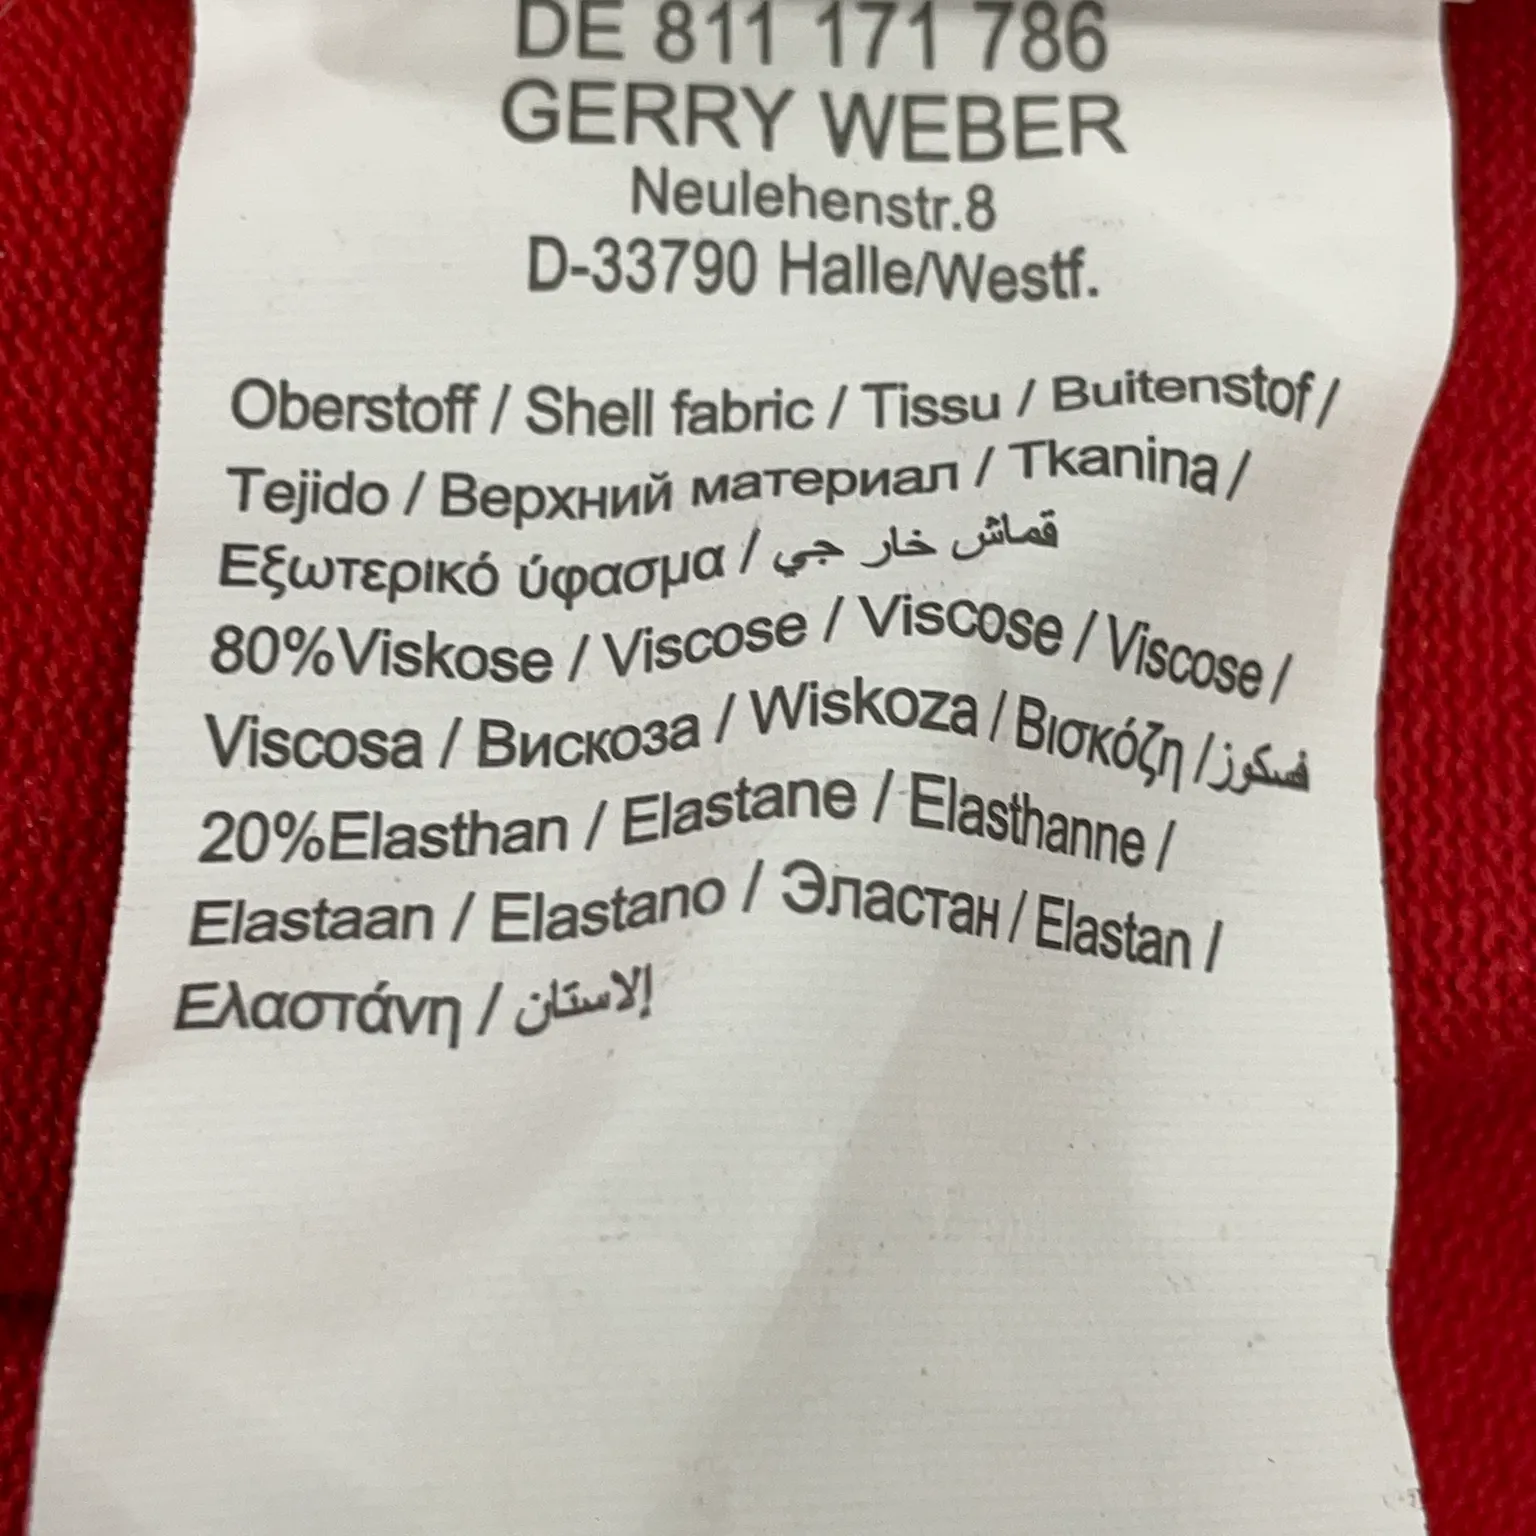 DE 811 171 786
GERRY WEBER
Neulehenstr.8
D-33790 Halle/Westf.
Oberstoff / Shell fabric / Tissu / Buitenstof /
Tejido / Верхний материал / Tkanina /
Εξωτερικό ύφασμα / قماش خار جي
80%Viskose / Viscose / Viscose / Viscose /
Viscosa / Вискоза / Wiskoza / Βισκόζη / فسكوز
20%Elasthan / Elastane / Elasthanne /
Elastaan / Elastano / Эластан / Elastan /
Ελαστάνη / إلاستان